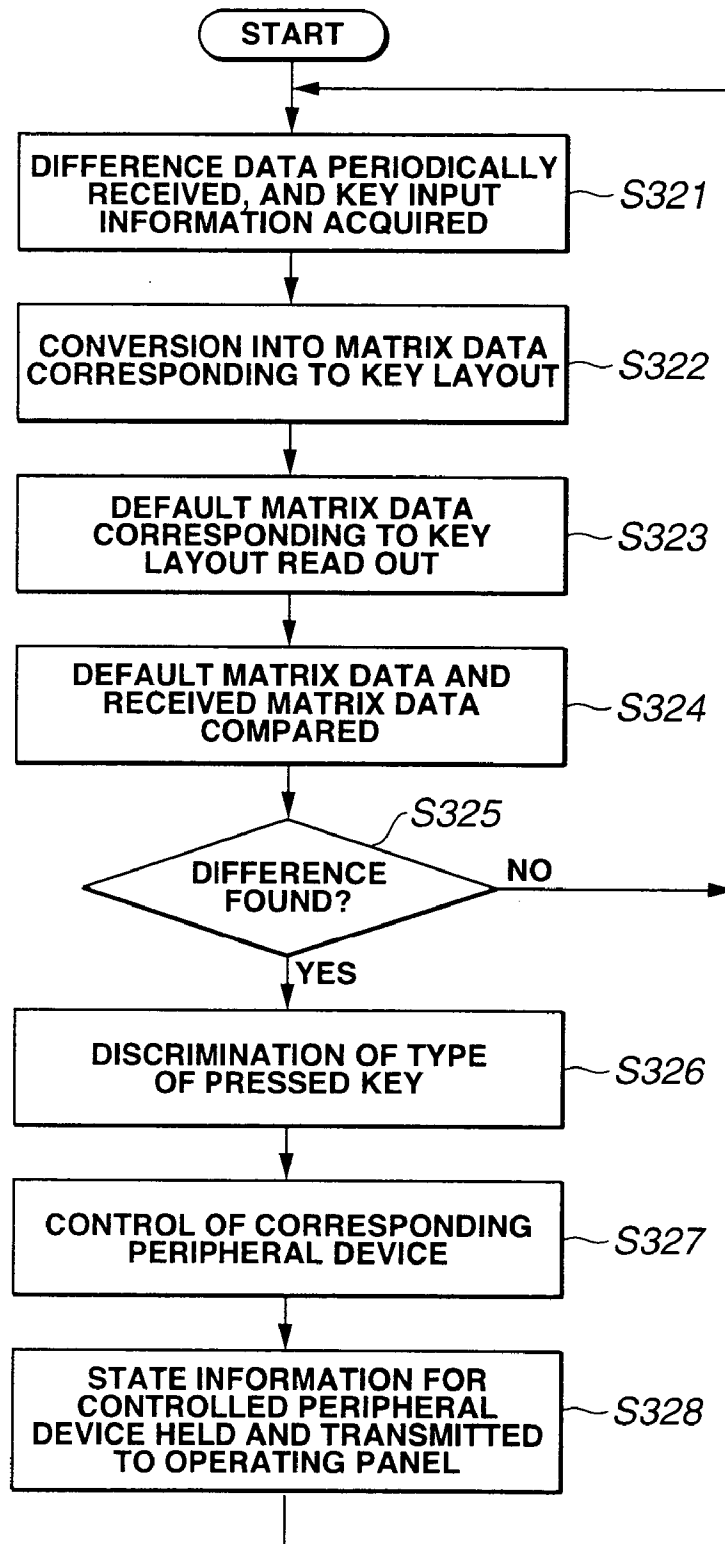 START
DIFFERENCE DATA PERIODICALLY
RECEIVED, AND KEY INPUT
INFORMATION ACQUIRED
S321
CONVERSION INTO MATRIX DATA
CORRESPONDING TO KEY LAYOUT
S322
DEFAULT MATRIX DATA
CORRESPONDING TO KEY
LAYOUT READ OUT
S323
DEFAULT MATRIX DATA AND
RECEIVED MATRIX DATA
COMPARED
S324
S325
DIFFERENCE
FOUND?
NO
YES
DISCRIMINATION OF TYPE
OF PRESSED KEY
S326
CONTROL OF CORRESPONDING
PERIPHERAL DEVICE
S327
STATE INFORMATION FOR
CONTROLLED PERIPHERAL
DEVICE HELD AND TRANSMITTED
TO OPERATING PANEL
S328